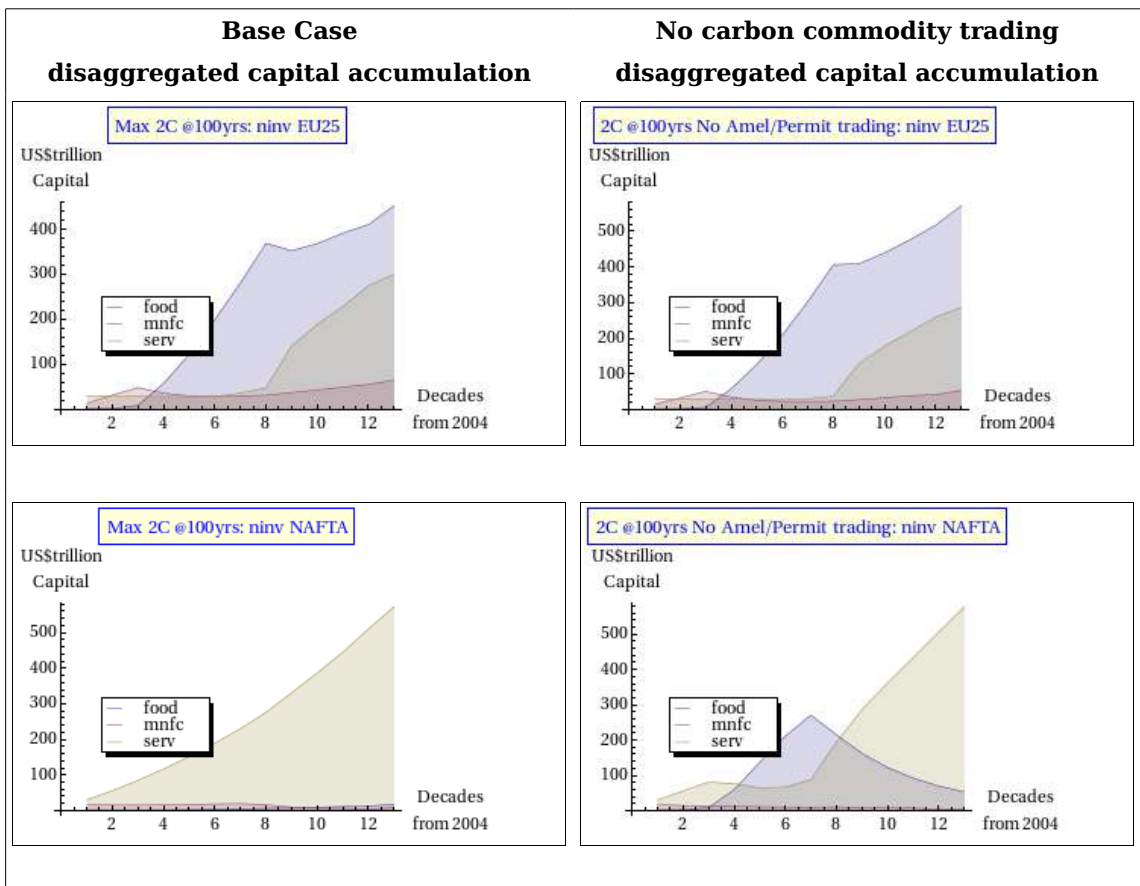 Base Case
disaggregated capital accumulation
No carbon commodity trading
disaggregated capital accumulation
Max 2C @100yrs: ninv EU25
US$trillion
Capital
400
300
200
100
food
mnfc
serv
2 4 6 8 10 12
Decades
from 2004
2C @100yrs No Amel/Permit trading: ninv EU25
US$trillion
Capital
500
400
300
200
100
food
mnfc
serv
2 4 6 8 10 12
Decades
from 2004
Max 2C @100yrs: ninv NAFTA
US$trillion
Capital
500
400
300
200
100
food
mnfc
serv
2 4 6 8 10 12
Decades
from 2004
2C @100yrs No Amel/Permit trading: ninv NAFTA
US$trillion
Capital
500
400
300
200
100
food
mnfc
serv
2 4 6 8 10 12
Decades
from 2004